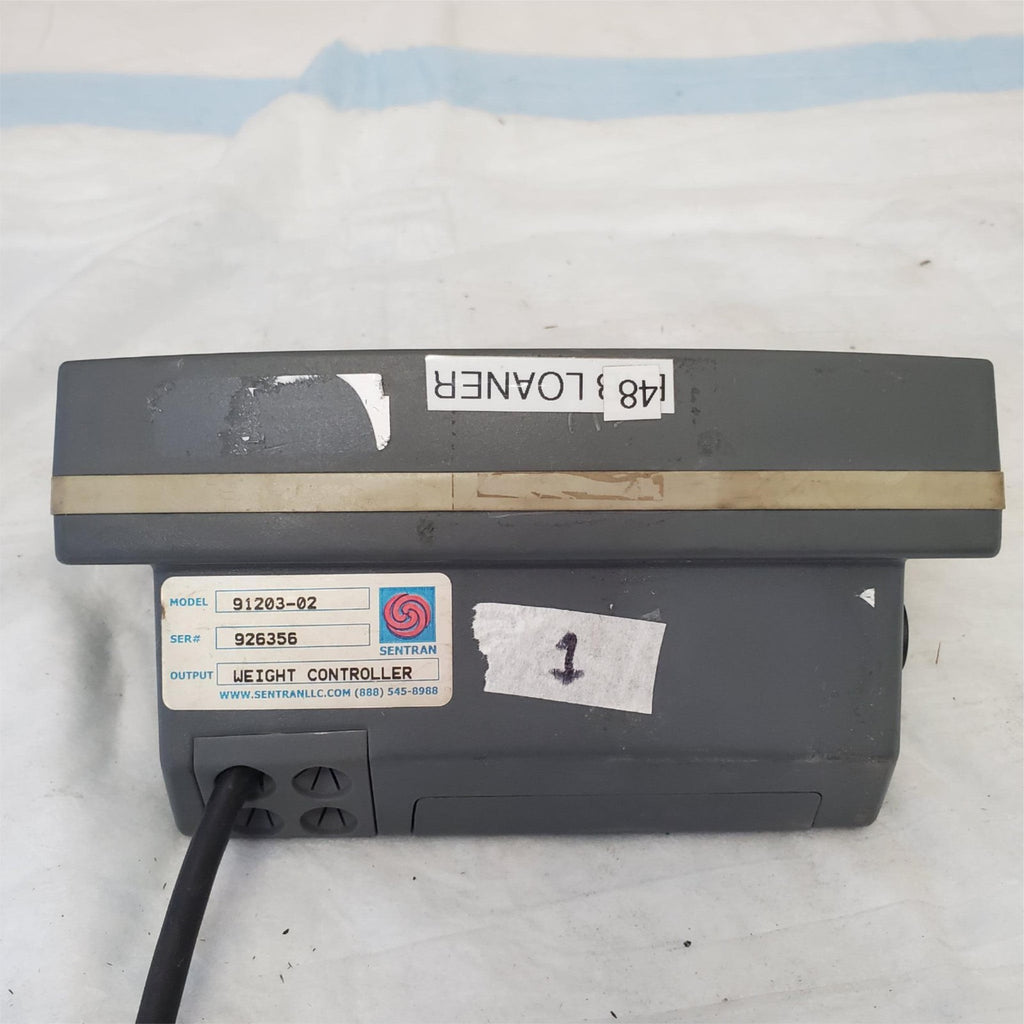 148 LOANER
MODEL 91203-02
SER# 926356
SENTRAN
OUTPUT WEIGHT CONTROLLER
WWW.SENTRANLLC.COM (888) 545-8988
1